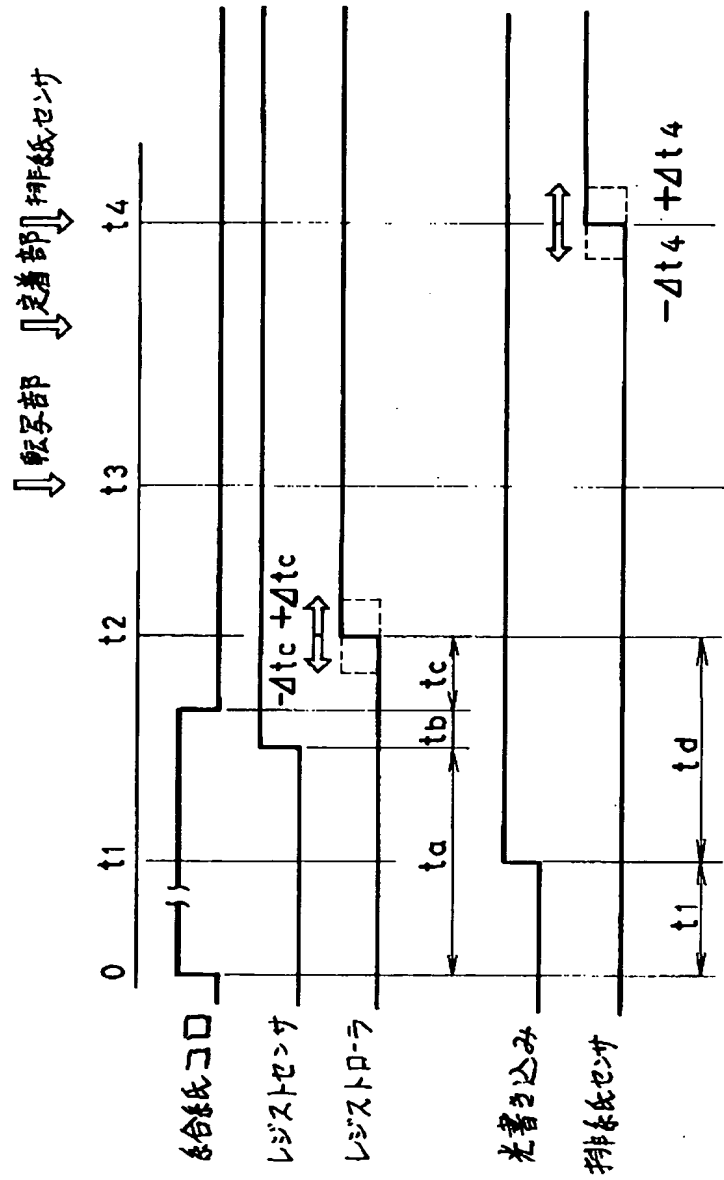 転写部
定着部
排紙センサ
0
t1
t2
t3
t4
給紙コロ
レジストセンサ
-Δtc +Δtc
レジストローラ
ta
tb
tc
光書き込み
排紙センサ
-Δt4 +Δt4
t1
td